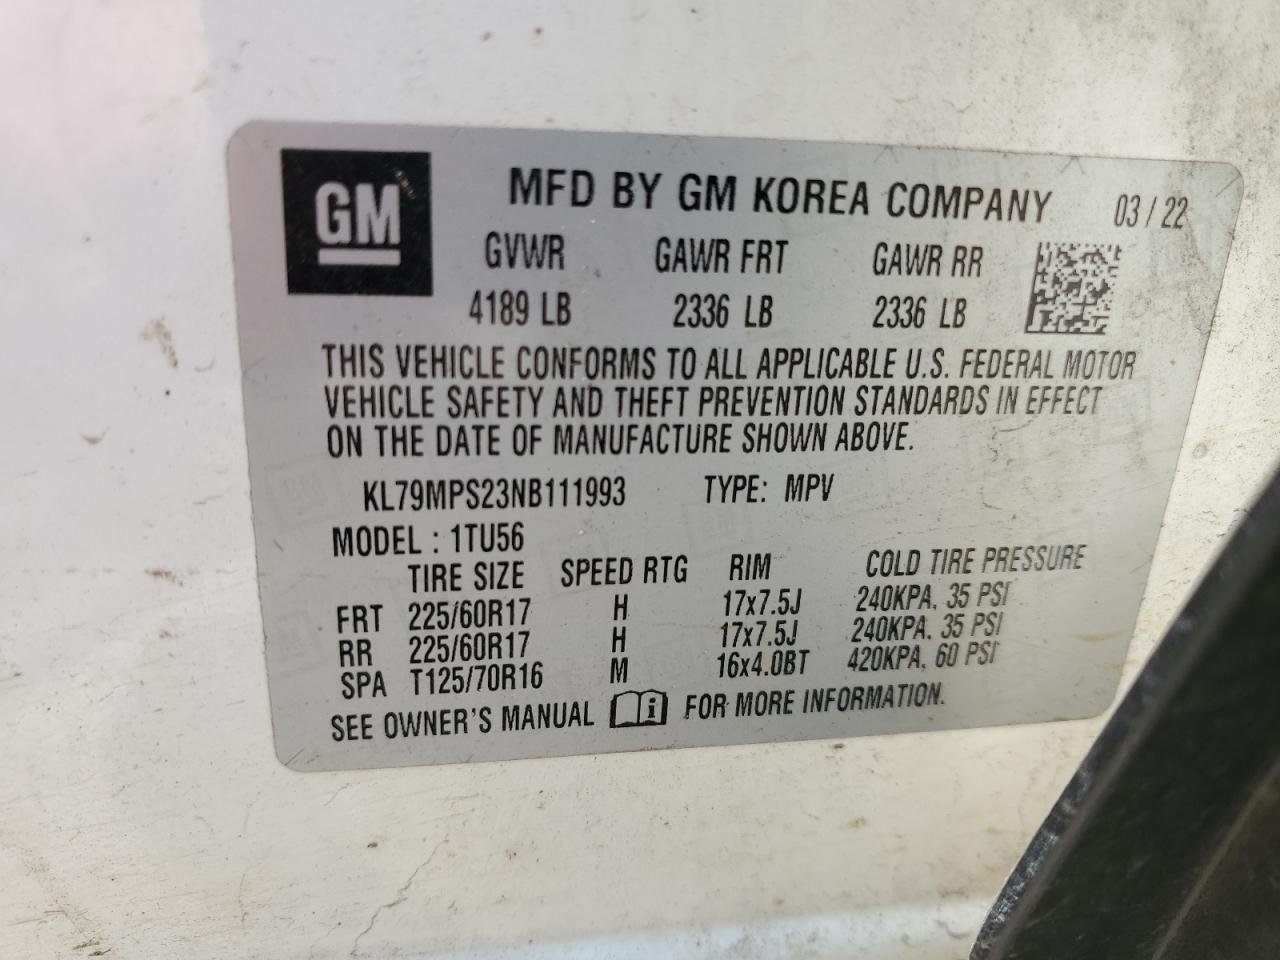 GM
MFD BY GM KOREA COMPANY 03 / 22
GVWR GAWR FRT GAWR RR
4189 LB 2336 LB 2336 LB
THIS VEHICLE CONFORMS TO ALL APPLICABLE U.S. FEDERAL MOTOR
VEHICLE SAFETY AND THEFT PREVENTION STANDARDS IN EFFECT
ON THE DATE OF MANUFACTURE SHOWN ABOVE.
KL79MPS23NB111993 TYPE: MPV
MODEL : 1TU56
TIRE SIZE SPEED RTG RIM COLD TIRE PRESSURE
FRT 225/60R17 H 17x7.5J 240KPA. 35 PSI
RR 225/60R17 H 17x7.5J 240KPA. 35 PSI
SPA T125/70R16 M 16x4.0BT 420KPA. 60 PSI
SEE OWNER'S MANUAL i FOR MORE INFORMATION.